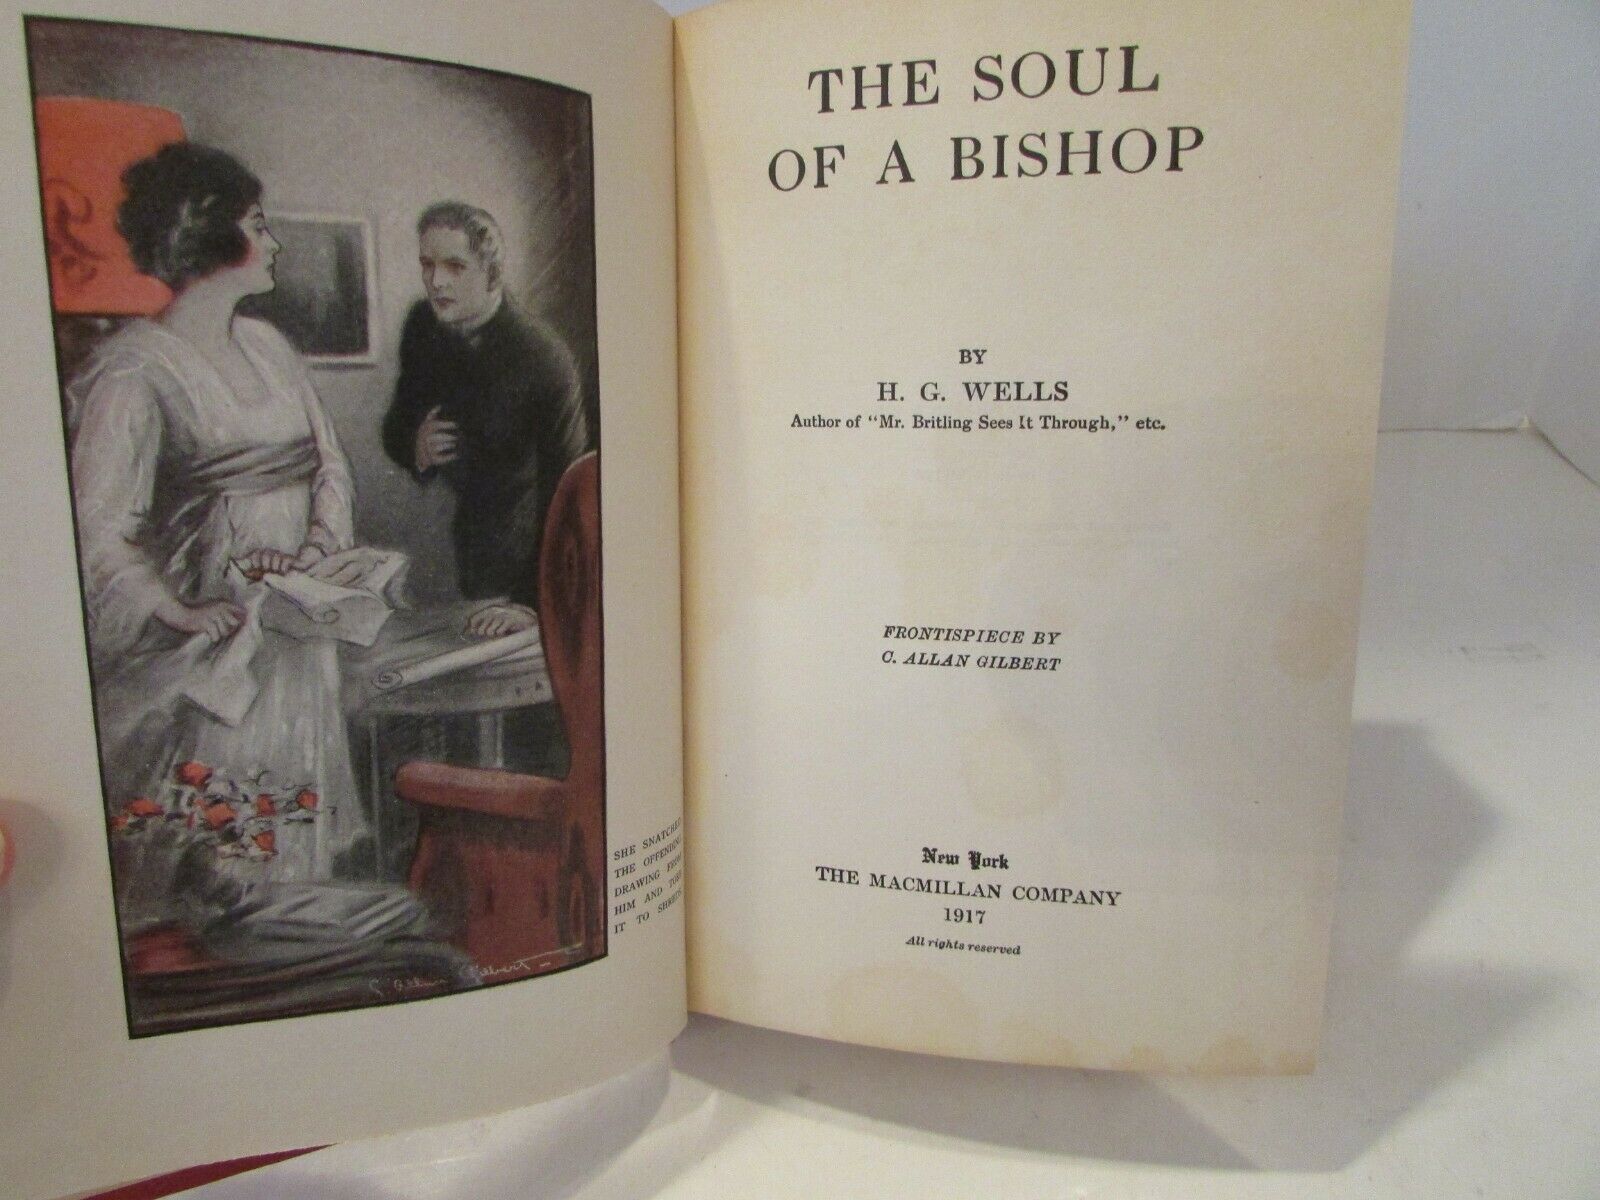 SHE SNATCHED
THE OFFENDING
DRAWING FROM
HIM AND TORE
IT TO SHREDS
C. Allan Gilbert
THE SOUL
OF A BISHOP
BY
H. G. WELLS
Author of "Mr. Britling Sees It Through," etc.
FRONTISPIECE BY
C. ALLAN GILBERT
New York
THE MACMILLAN COMPANY
1917
All rights reserved